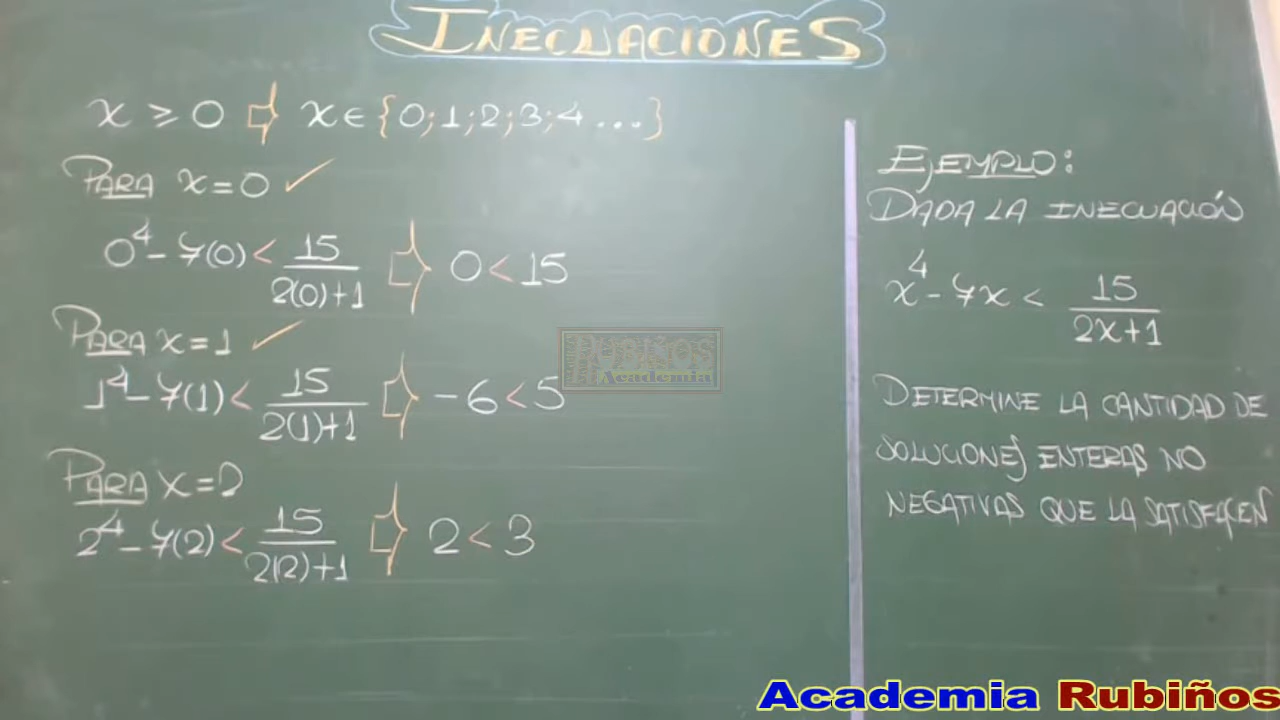 INECUACIONES
x ≥ 0 ⇨ x ∈ {0; 1; 2; 3; 4 ...}
PARA x = 0 ✓
0⁴ - 7(0) < 15/(2(0)+1) ⇨ 0 < 15
PARA x = 1 ✓
1⁴ - 7(1) < 15/(2(1)+1) ⇨ -6 < 5
PARA x = 2
2⁴ - 7(2) < 15/(2(2)+1) ⇨ 2 < 3
EJEMPLO:
DADA LA INECUACIÓN
x⁴ - 7x < 15/(2x+1)
DETERMINE LA CANTIDAD DE
SOLUCIONES ENTERAS NO
NEGATIVAS QUE LA SATISFACEN
RUBIÑOS
Academia
Academia Rubiños